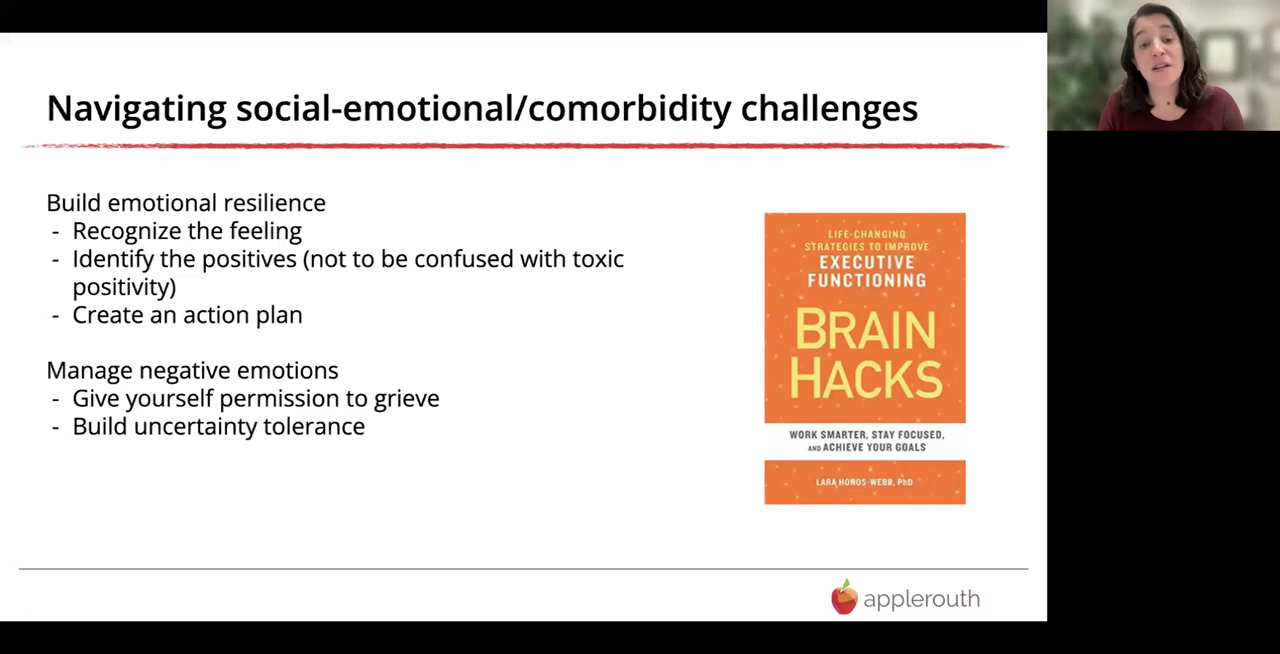 Navigating social-emotional/comorbidity challenges
Build emotional resilience
- Recognize the feeling
- Identify the positives (not to be confused with toxic
positivity)
- Create an action plan
Manage negative emotions
- Give yourself permission to grieve
- Build uncertainty tolerance
LIFE-CHANGING
STRATEGIES TO IMPROVE
EXECUTIVE
FUNCTIONING
BRAIN
HACKS
WORK SMARTER, STAY FOCUSED,
AND ACHIEVE YOUR GOALS
LARA HONOS-WEBB, PhD
applerouth